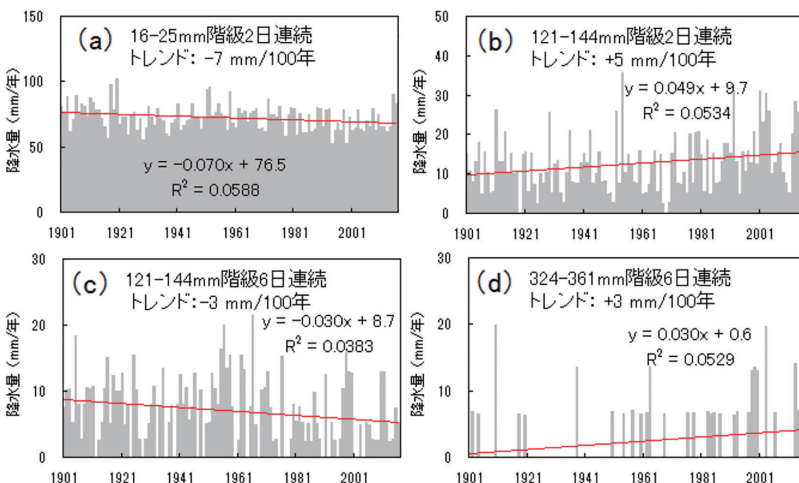 (a) 16-25mm階級2日連続
トレンド: -7 mm/100年
150
100
50
0
降水量 (mm/年)
y = -0.070x + 76.5
R² = 0.0588
1901 1921 1941 1961 1981 2001
(b) 121-144mm階級2日連続
トレンド: +5 mm/100年
50
40
30
20
10
0
降水量 (mm/年)
y = 0.049x + 9.7
R² = 0.0534
1901 1921 1941 1961 1981 2001
(c) 121-144mm階級6日連続
トレンド: -3 mm/100年
30
20
10
0
降水量 (mm/年)
y = -0.030x + 8.7
R² = 0.0383
1901 1921 1941 1961 1981 2001
(d) 324-361mm階級6日連続
トレンド: +3 mm/100年
30
20
10
0
降水量 (mm/年)
y = 0.030x + 0.6
R² = 0.0529
1901 1921 1941 1961 1981 2001